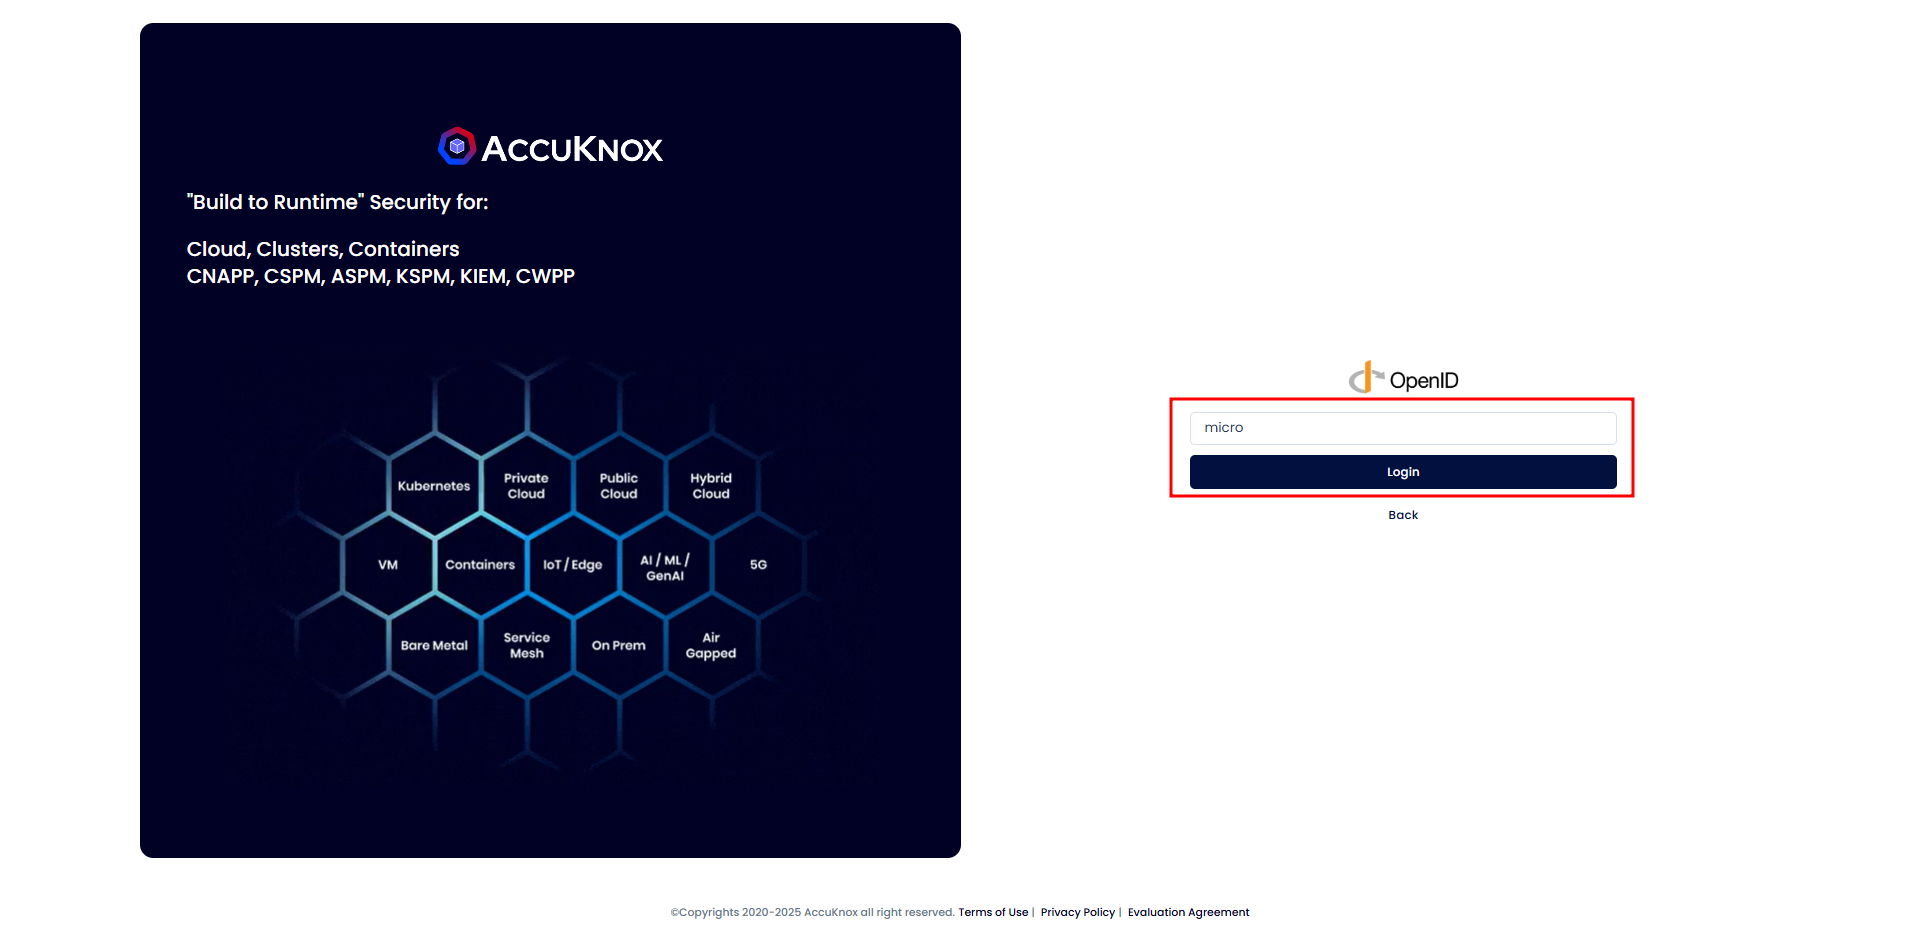 ACCUKNOX
"Build to Runtime" Security for:
Cloud, Clusters, Containers
CNAPP, CSPM, ASPM, KSPM, KIEM, CWPP
Kubernetes
Private
Cloud
Public
Cloud
Hybrid
Cloud
VM
Containers
IoT / Edge
AI / ML /
GenAI
5G
Bare Metal
Service
Mesh
On Prem
Air
Gapped
OpenID
micro
Login
Back
©Copyrights 2020-2025 AccuKnox all right reserved. Terms of Use | Privacy Policy | Evaluation Agreement